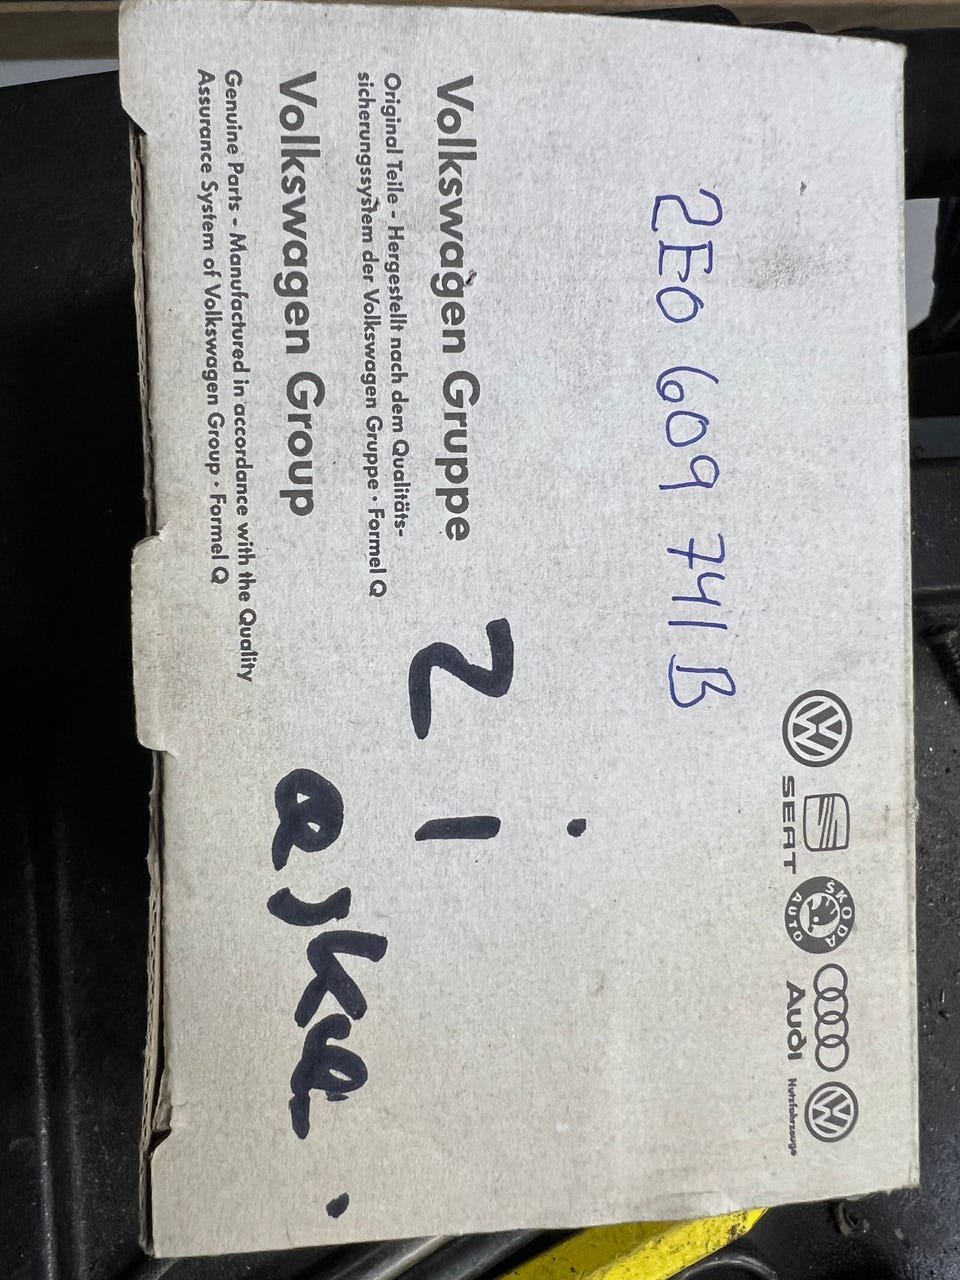 2E0 609 741 B
SEAT
SKODA
AUTO
Audi
Nutzfahrzeuge
Volkswagen Gruppe
Original Teile - Hergestellt nach dem Qualitäts-
sicherungssystem der Volkswagen Gruppe · Formel Q
Volkswagen Group
Genuine Parts - Manufactured in accordance with the Quality
Assurance System of Volkswagen Group · Formel Q